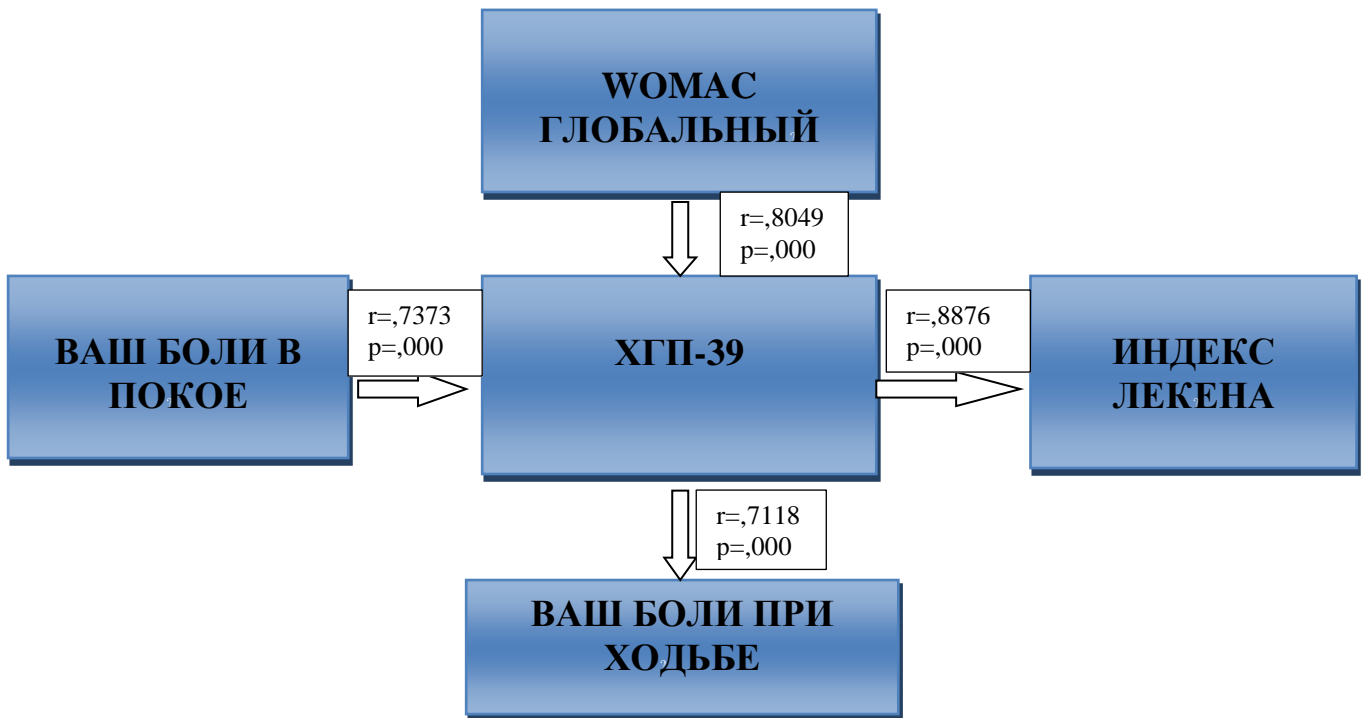 WOMAC
ГЛОБАЛЬНЫЙ
r=,8049
p=,000
ВАШ БОЛИ В
ПОКОЕ
r=,7373
p=,000
ХГП-39
r=,8876
p=,000
ИНДЕКС
ЛЕКЕНА
r=,7118
p=,000
ВАШ БОЛИ ПРИ
ХОДЬБЕ